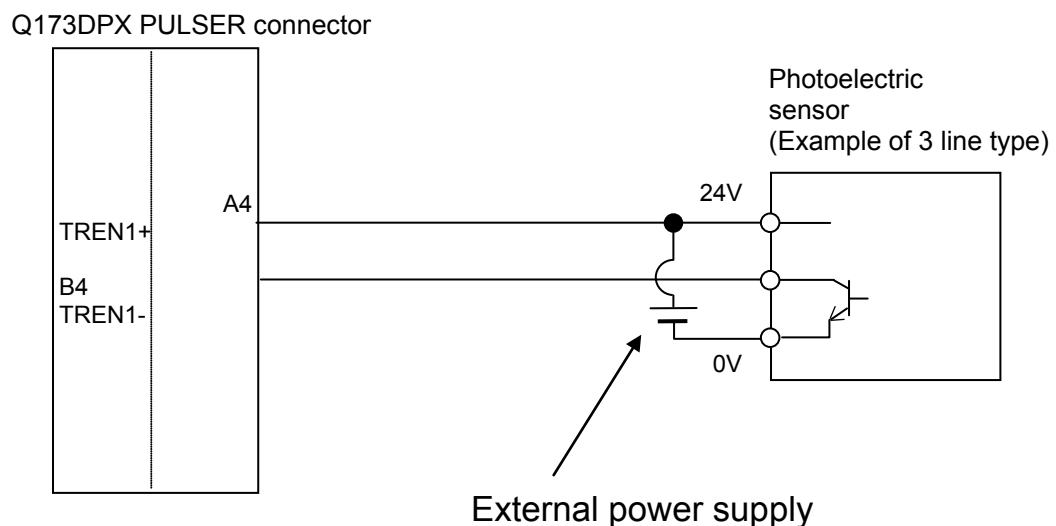 Q173DPX PULSER connector
Photoelectric
sensor
(Example of 3 line type)
24V
A4
TREN1+
B4
TREN1-
0V
External power supply